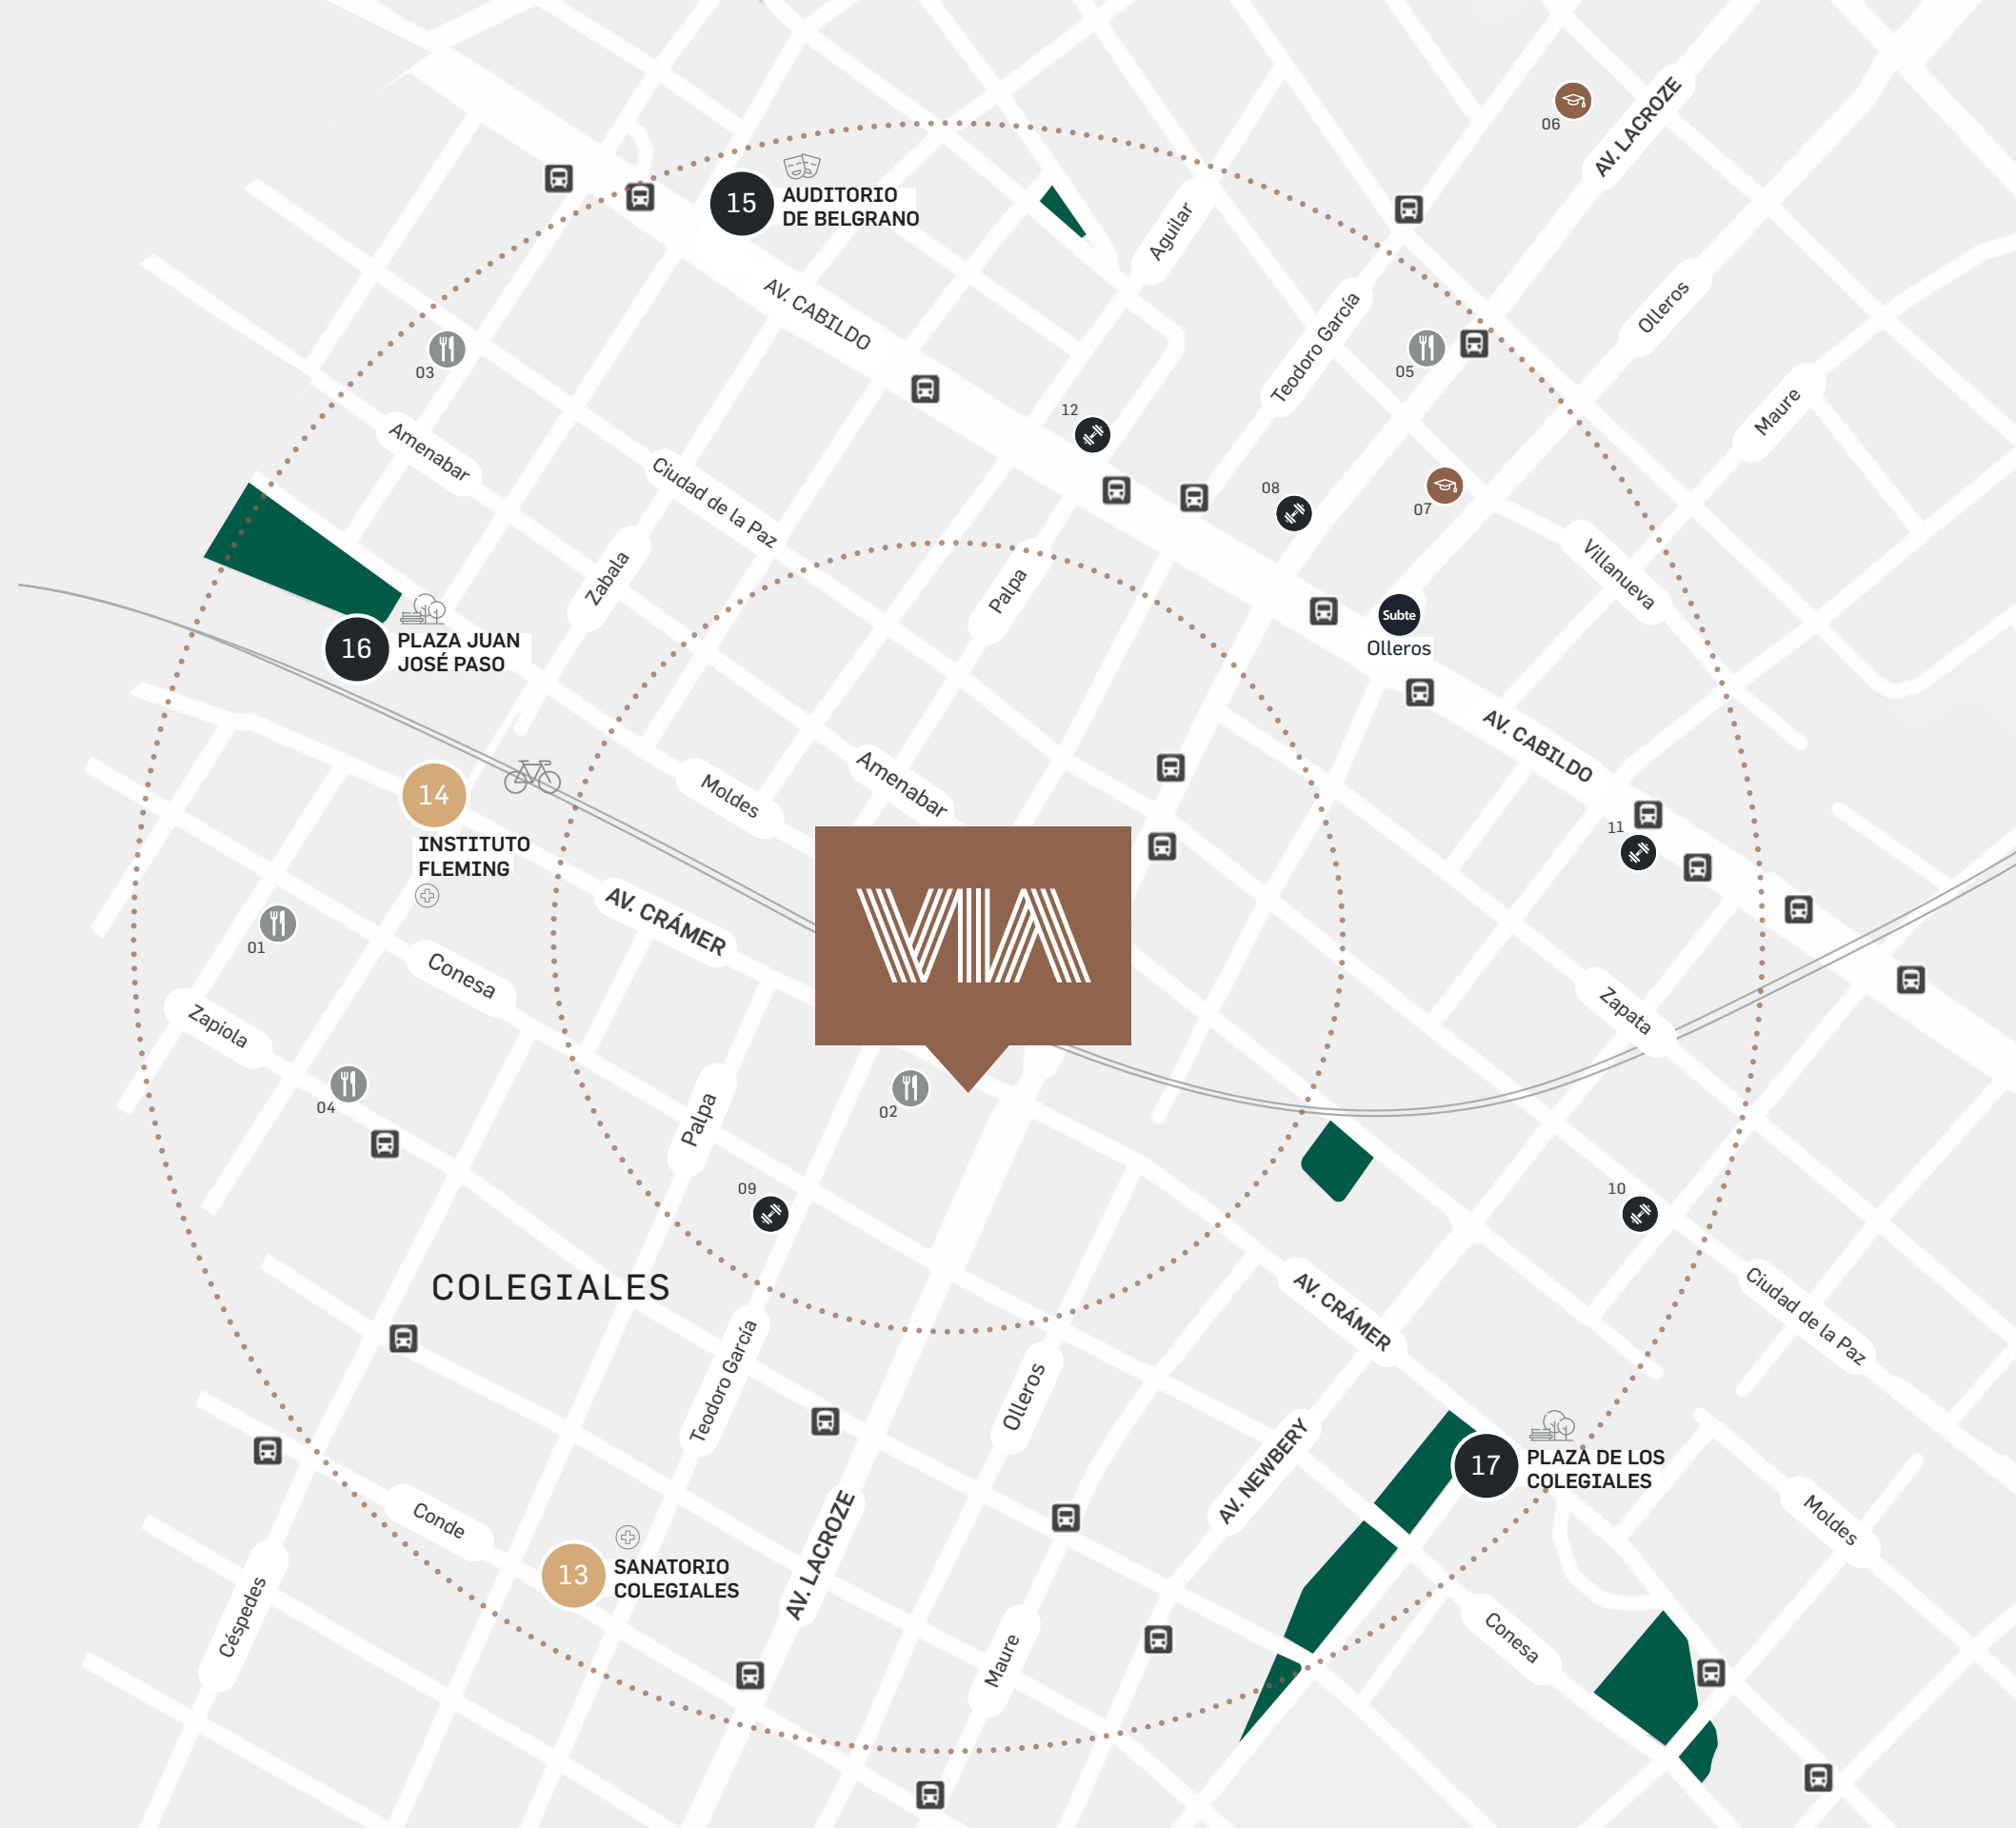 06
AV. LACROZE
15
AUDITORIO
DE BELGRANO
Aguilar
AV. CABILDO
Teodoro García
Olleros
03
05
Maure
12
Amenabar
Ciudad de la Paz
08
07
Zabala
Palpa
Villanueva
Subte
Olleros
16
PLAZA JUAN
JOSÉ PASO
AV. CABILDO
14
INSTITUTO
FLEMING
Moldes
Amenabar
11
VIA
AV. CRÁMER
01
Conesa
Zapiola
Zapata
04
02
Palpa
09
10
COLEGIALES
AV. CRÁMER
Ciudad de la Paz
Teodoro García
Olleros
AV. NEWBERY
17
PLAZA DE LOS
COLEGIALES
Conde
AV. LACROZE
Moldes
13
SANATORIO
COLEGIALES
Céspedes
Maure
Conesa